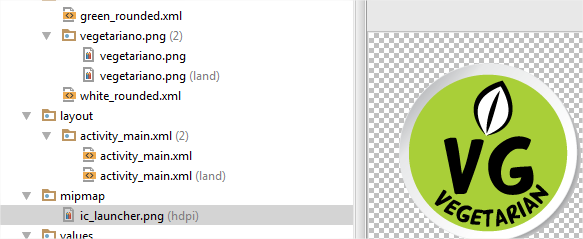 green_rounded.xml
vegetariano.png (2)
vegetariano.png
vegetariano.png (land)
white_rounded.xml
layout
activity_main.xml (2)
activity_main.xml
activity_main.xml (land)
mipmap
ic_launcher.png (hdpi)
values
VG
VEGETARIAN